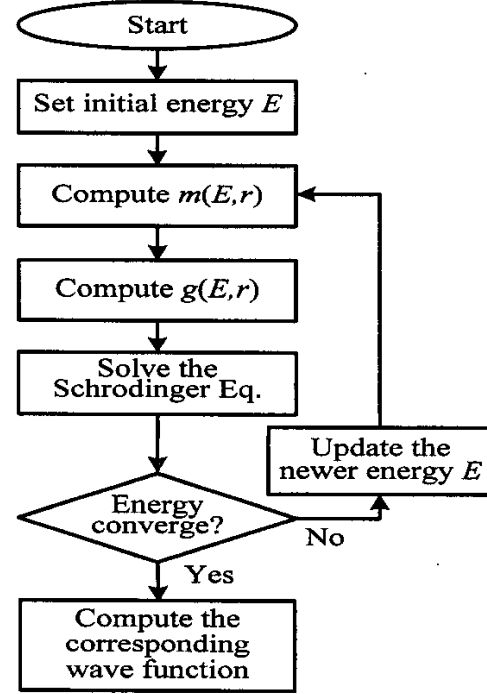 Start
Set initial energy E
Compute m(E,r)
Compute g(E,r)
Solve the
Schrodinger Eq.
Update the
newer energy E
Energy
converge?
No
Yes
Compute the
corresponding
wave function